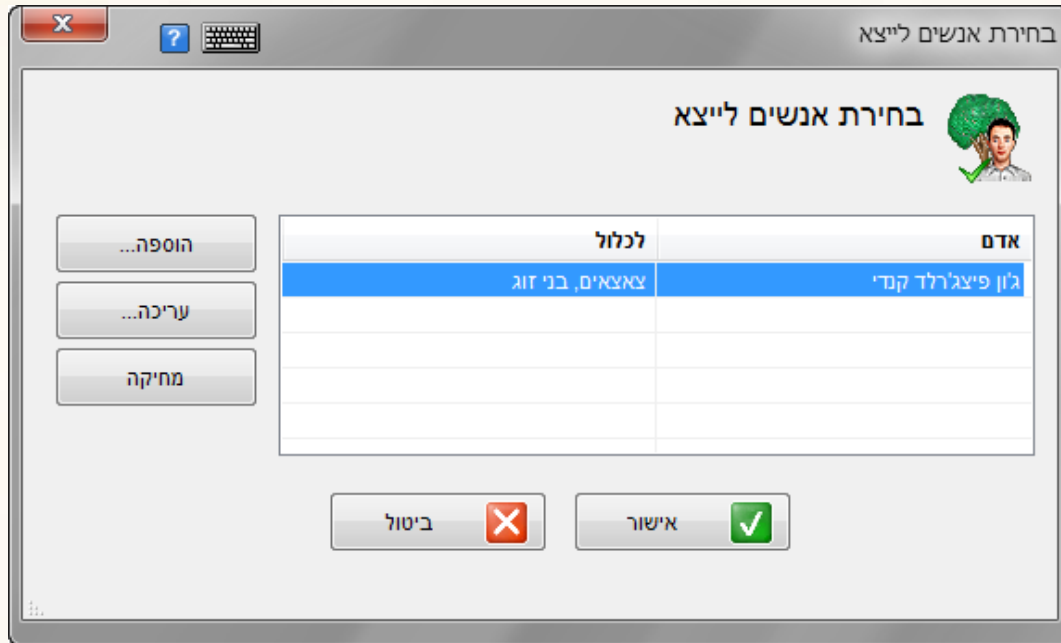 בחירת אנשים לייצא
בחירת אנשים לייצא
אדם לכלול
ג'ון פיצג'רלד קנדי צאצאים, בני זוג
הוספה...
עריכה...
מחיקה
אישור ביטול